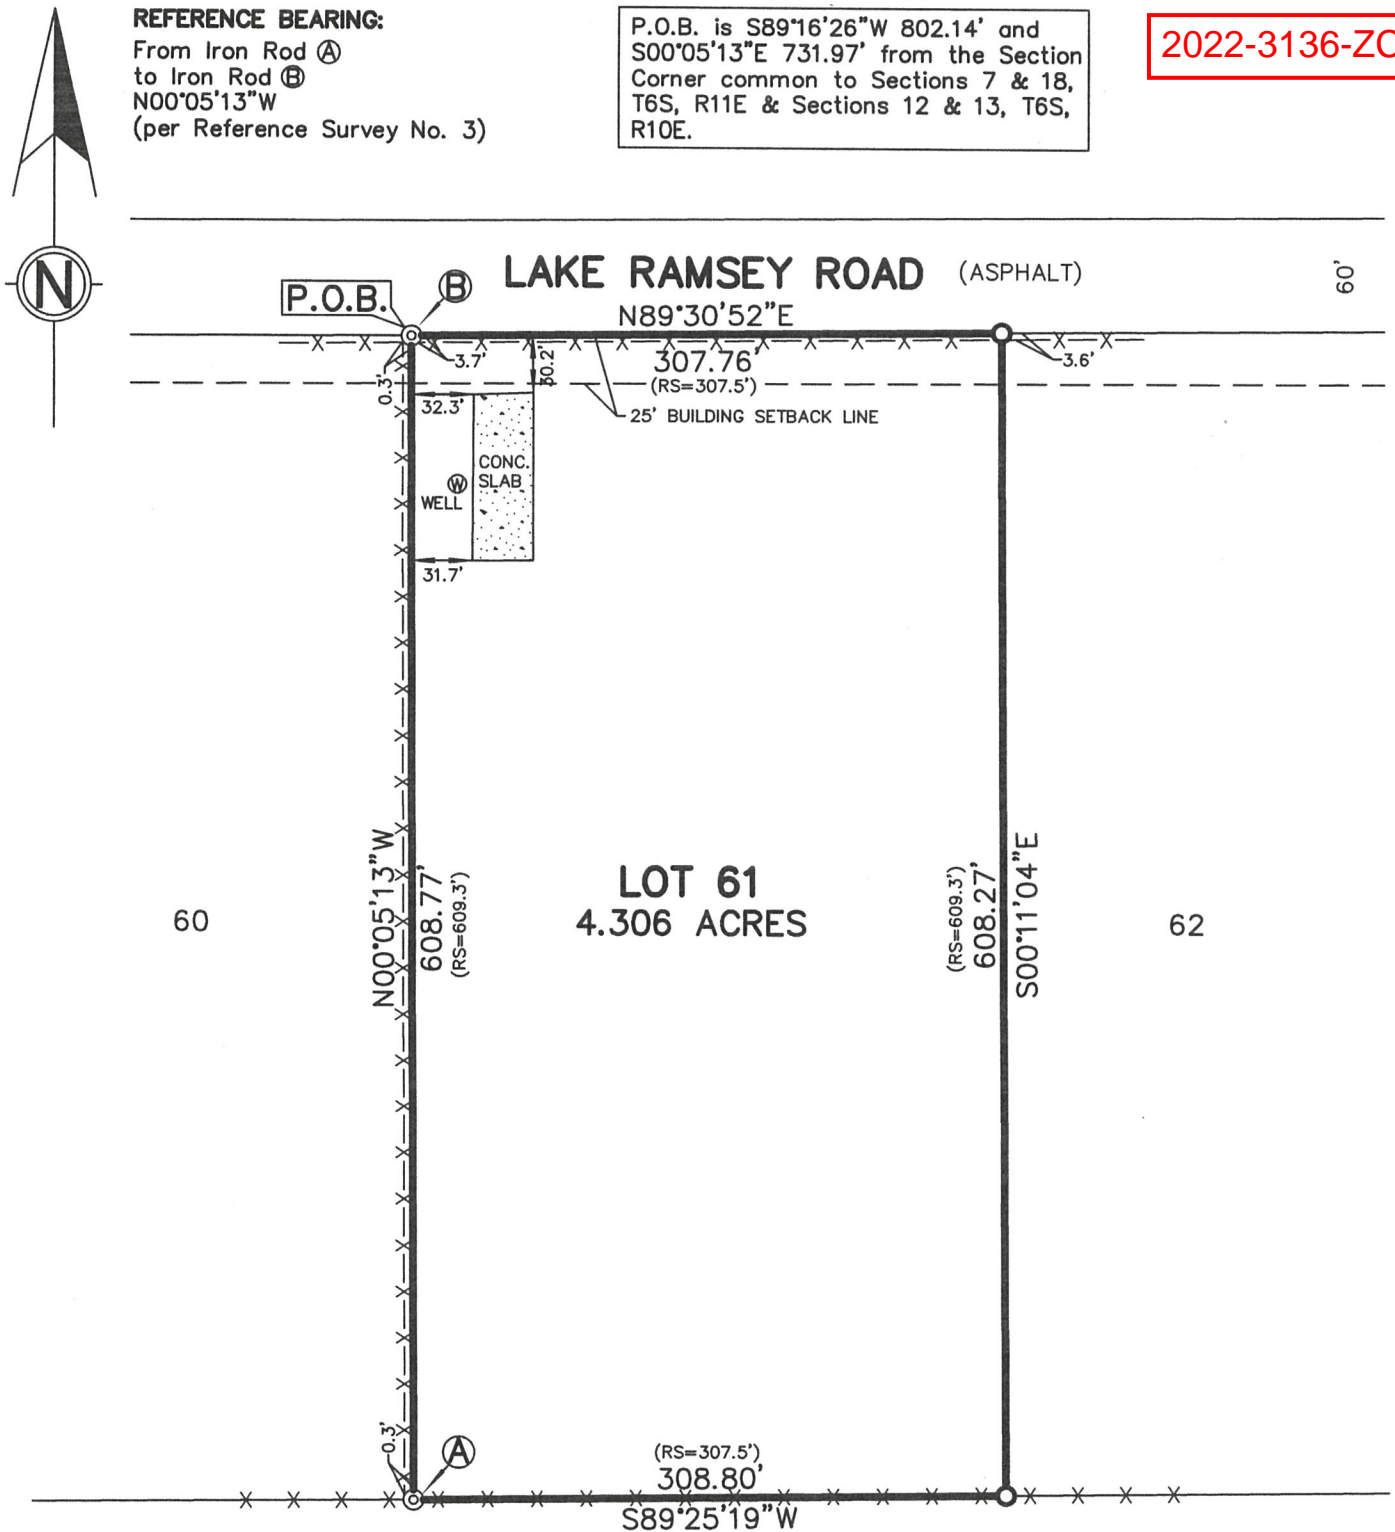 REFERENCE BEARING:
From Iron Rod Ⓐ
to Iron Rod Ⓑ
N00°05'13"W
(per Reference Survey No. 3)
P.O.B. is S89°16'26"W 802.14' and
S00°05'13"E 731.97' from the Section
Corner common to Sections 7 & 18,
T6S, R11E & Sections 12 & 13, T6S,
R10E.
2022-3136-ZC
N
LAKE RAMSEY ROAD (ASPHALT)
60'
P.O.B.
B
N89°30'52"E
307.76'
(RS=307.5')
3.7'
0.3'
30.2'
3.6'
32.3'
25' BUILDING SETBACK LINE
CONC.
SLAB
W
WELL
31.7'
N00°05'13"W
608.77'
(RS=609.3')
LOT 61
4.306 ACRES
(RS=609.3')
608.27'
S00°11'04"E
60
62
0.3'
A
(RS=307.5')
308.80'
S89°25'19"W